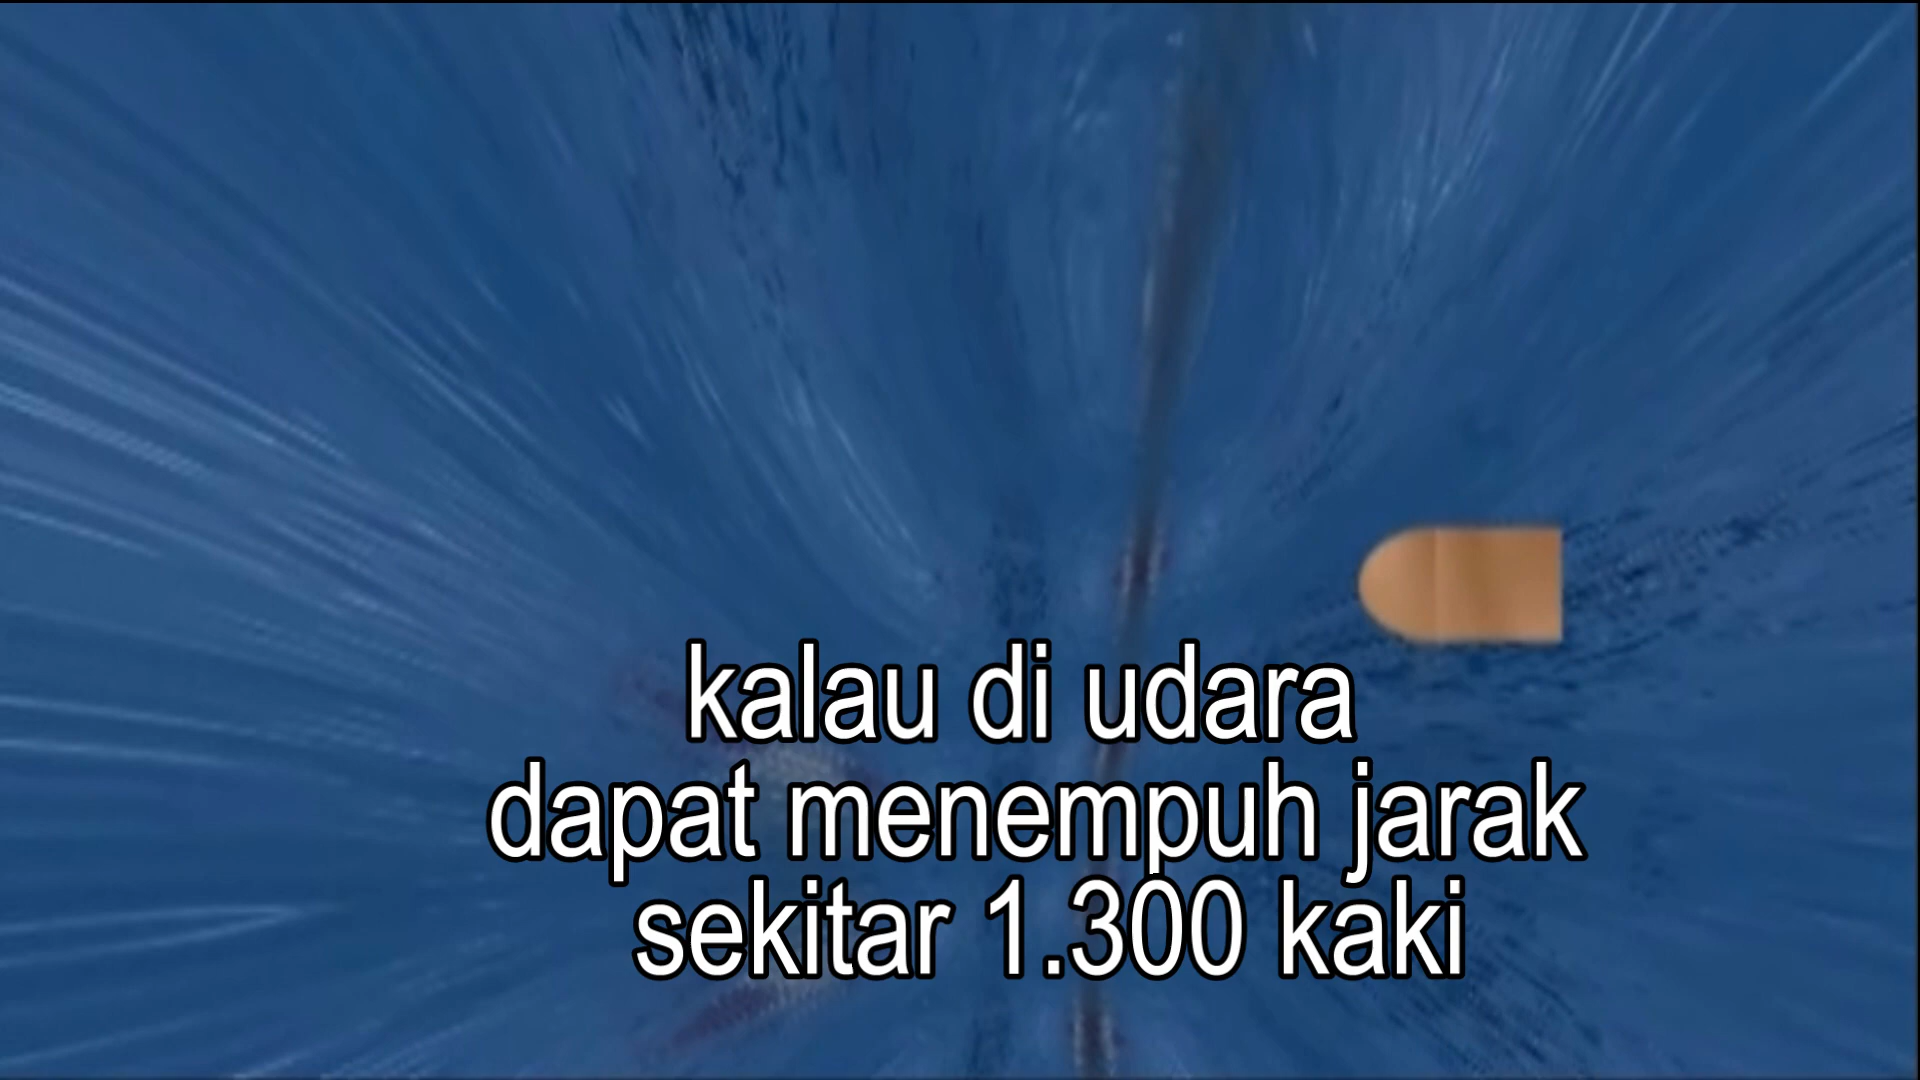 kalau di udara
dapat menempuh jarak
sekitar 1.300 kaki